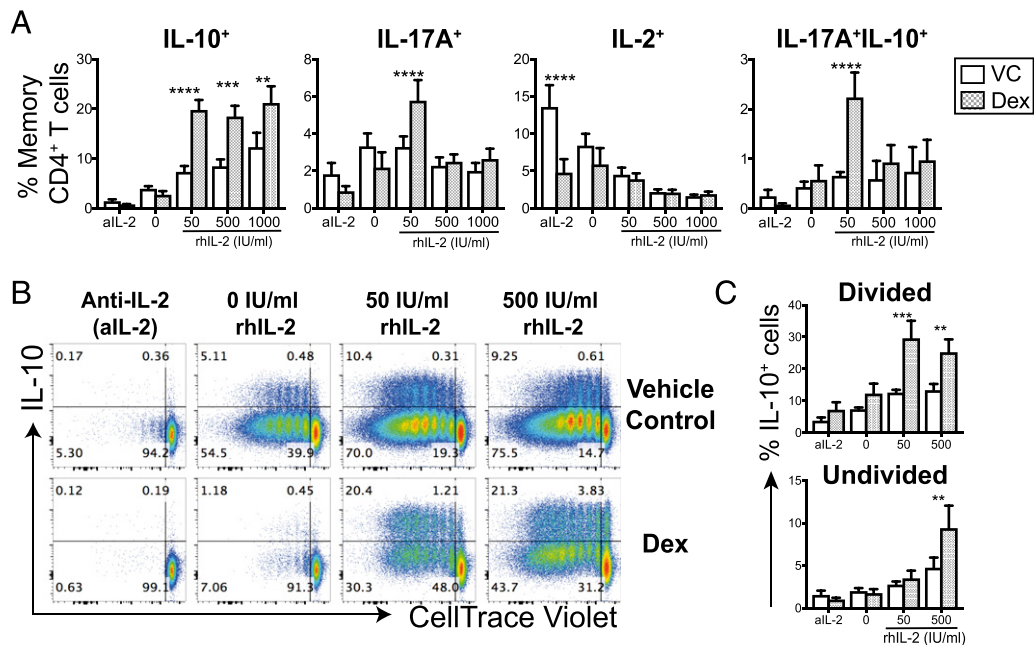 A
IL-10+ IL-17A+ IL-2+ IL-17A+IL-10+
VC
Dex
% Memory
CD4+ T cells
30 20 10 0
**** *** **
aIL-2 0 50 500 1000
rhIL-2 (IU/ml)
8 6 4 2 0
****
aIL-2 0 50 500 1000
rhIL-2 (IU/ml)
20 15 10 5 0
****
aIL-2 0 50 500 1000
rhIL-2 (IU/ml)
3 2 1 0
****
aIL-2 0 50 500 1000
rhIL-2 (IU/ml)
B
Anti-IL-2 0 IU/ml 50 IU/ml 500 IU/ml
(aIL-2) rhIL-2 rhIL-2 rhIL-2
IL-10
0.17 0.36 5.11 0.48 10.4 0.31 9.25 0.61
Vehicle
Control
5.30 94.2 54.5 39.9 70.0 19.3 75.5 14.7
0.12 0.19 1.18 0.45 20.4 1.21 21.3 3.83
Dex
0.63 99.1 7.06 91.3 30.3 48.0 43.7 31.2
CellTrace Violet
C
Divided
% IL-10+ cells
40 30 20 10 0
*** **
aIL-2 0 50 500
Undivided
15 10 5 0
**
aIL-2 0 50 500
rhIL-2 (IU/ml)